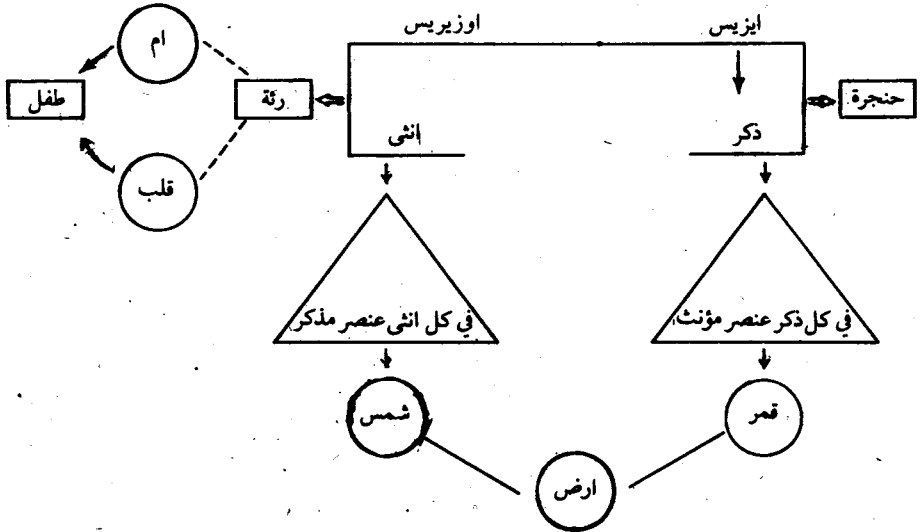 ايزيس
اوزيريس
ام
حنجرة
رئة
طفل
ذكر
انثى
قلب
في كل ذكر عنصر مؤنث
في كل انثى عنصر مذكر
قمر
شمس
ارض